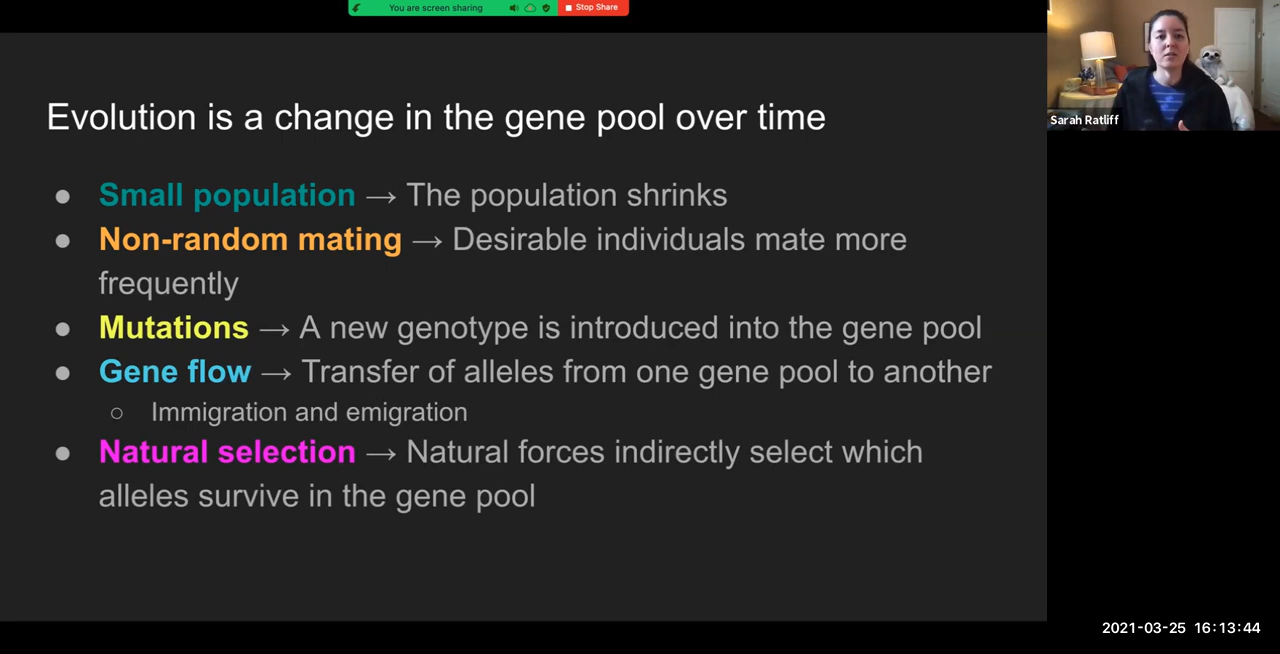 You are screen sharing
Stop Share
Sarah Ratliff
Evolution is a change in the gene pool over time
● Small population → The population shrinks
● Non-random mating → Desirable individuals mate more
frequently
● Mutations → A new genotype is introduced into the gene pool
● Gene flow → Transfer of alleles from one gene pool to another
○ Immigration and emigration
● Natural selection → Natural forces indirectly select which
alleles survive in the gene pool
2021-03-25 16:13:44